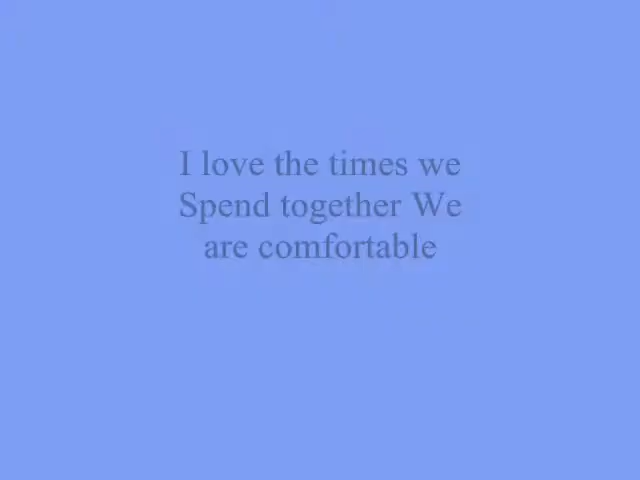 I love the times we
Spend together We
are comfortable